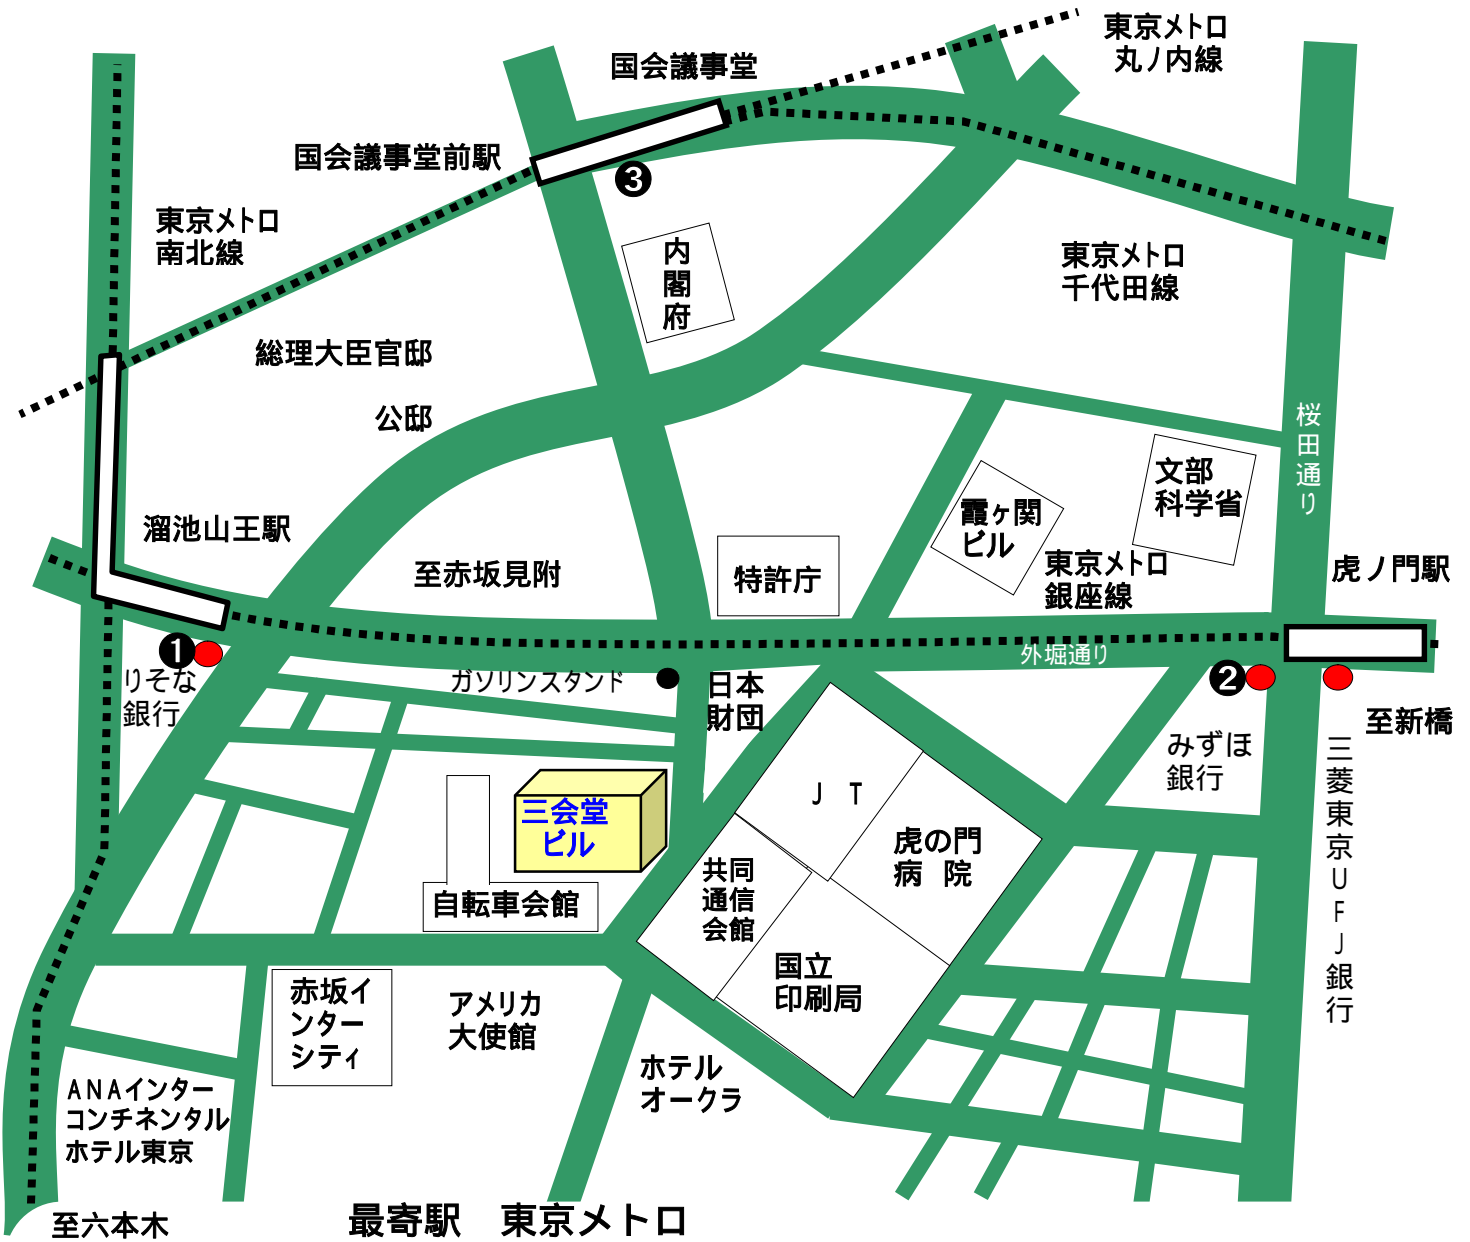 東京メトロ
丸ノ内線
国会議事堂
国会議事堂前駅
❸
東京メトロ
南北線
内
閣
府
東京メトロ
千代田線
総理大臣官邸
公邸
桜田通り
文部
科学省
霞ヶ関
ビル
溜池山王駅
至赤坂見附
特許庁
東京メトロ
銀座線
虎ノ門駅
❶
外堀通り
りそな
銀行
ガソリンスタンド
日本
財団
❷
至新橋
みずほ
銀行
三菱東京UFJ銀行
三会堂
ビル
J T
虎の門
病 院
共同
通信
会館
自転車会館
国立
印刷局
赤坂イ
ンター
シティ
アメリカ
大使館
ホテル
オークラ
ANAインター
コンチネンタル
ホテル東京
至六本木
最寄駅 東京メトロ